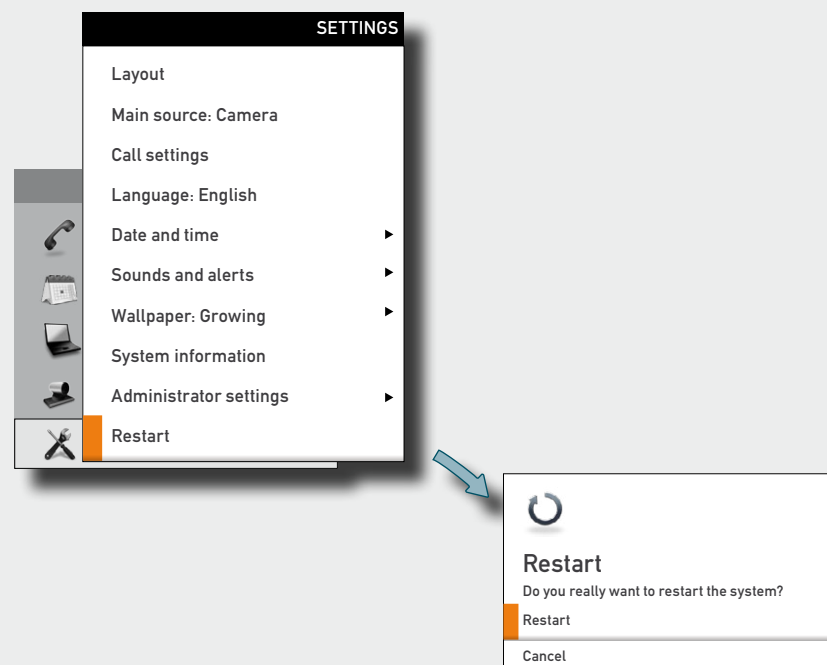 SETTINGS
Layout
Main source: Camera
Call settings
Language: English
Date and time
Sounds and alerts
Wallpaper: Growing
System information
Administrator settings
Restart
Restart
Do you really want to restart the system?
Restart
Cancel